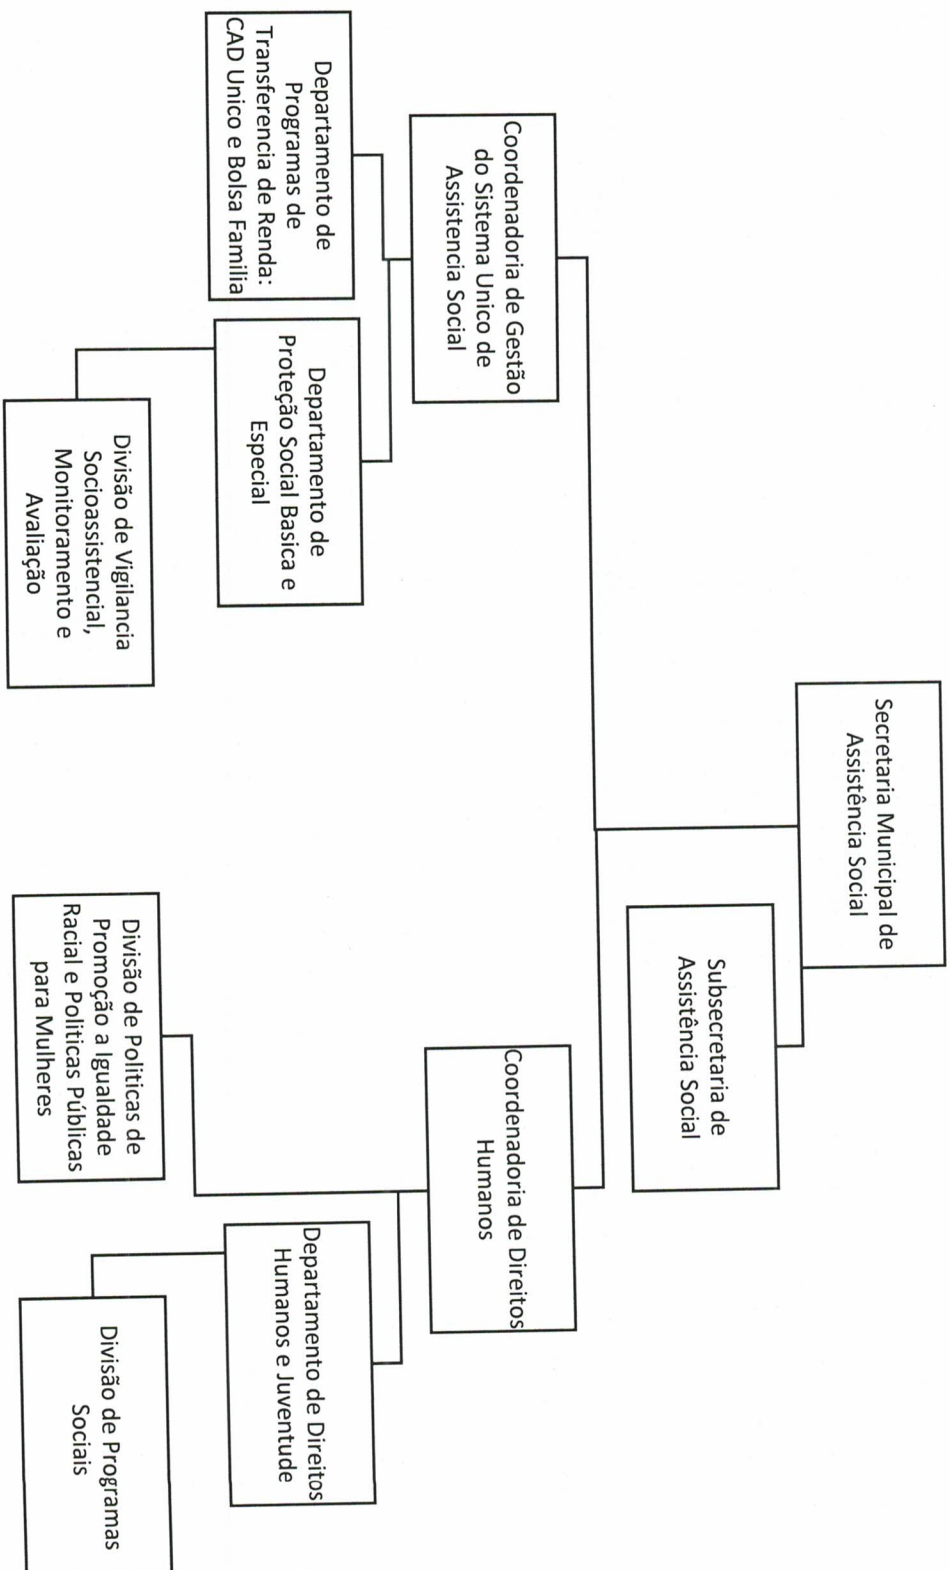 Secretaria Municipal de
Assistência Social
Subsecretaria de
Assistência Social
Coordenadoria de Gestão
do Sistema Unico de
Assistencia Social
Coordenadoria de Direitos
Humanos
Departamento de
Programas de
Transferencia de Renda:
CAD Unico e Bolsa Familia
Departamento de
Proteção Social Basica e
Especial
Departamento de Direitos
Humanos e Juventude
Divisão de Vigilancia
Socioassistencial,
Monitoramento e
Avaliação
Divisão de Politicas de
Promoção a Igualdade
Racial e Politicas Públicas
para Mulheres
Divisão de Programas
Sociais